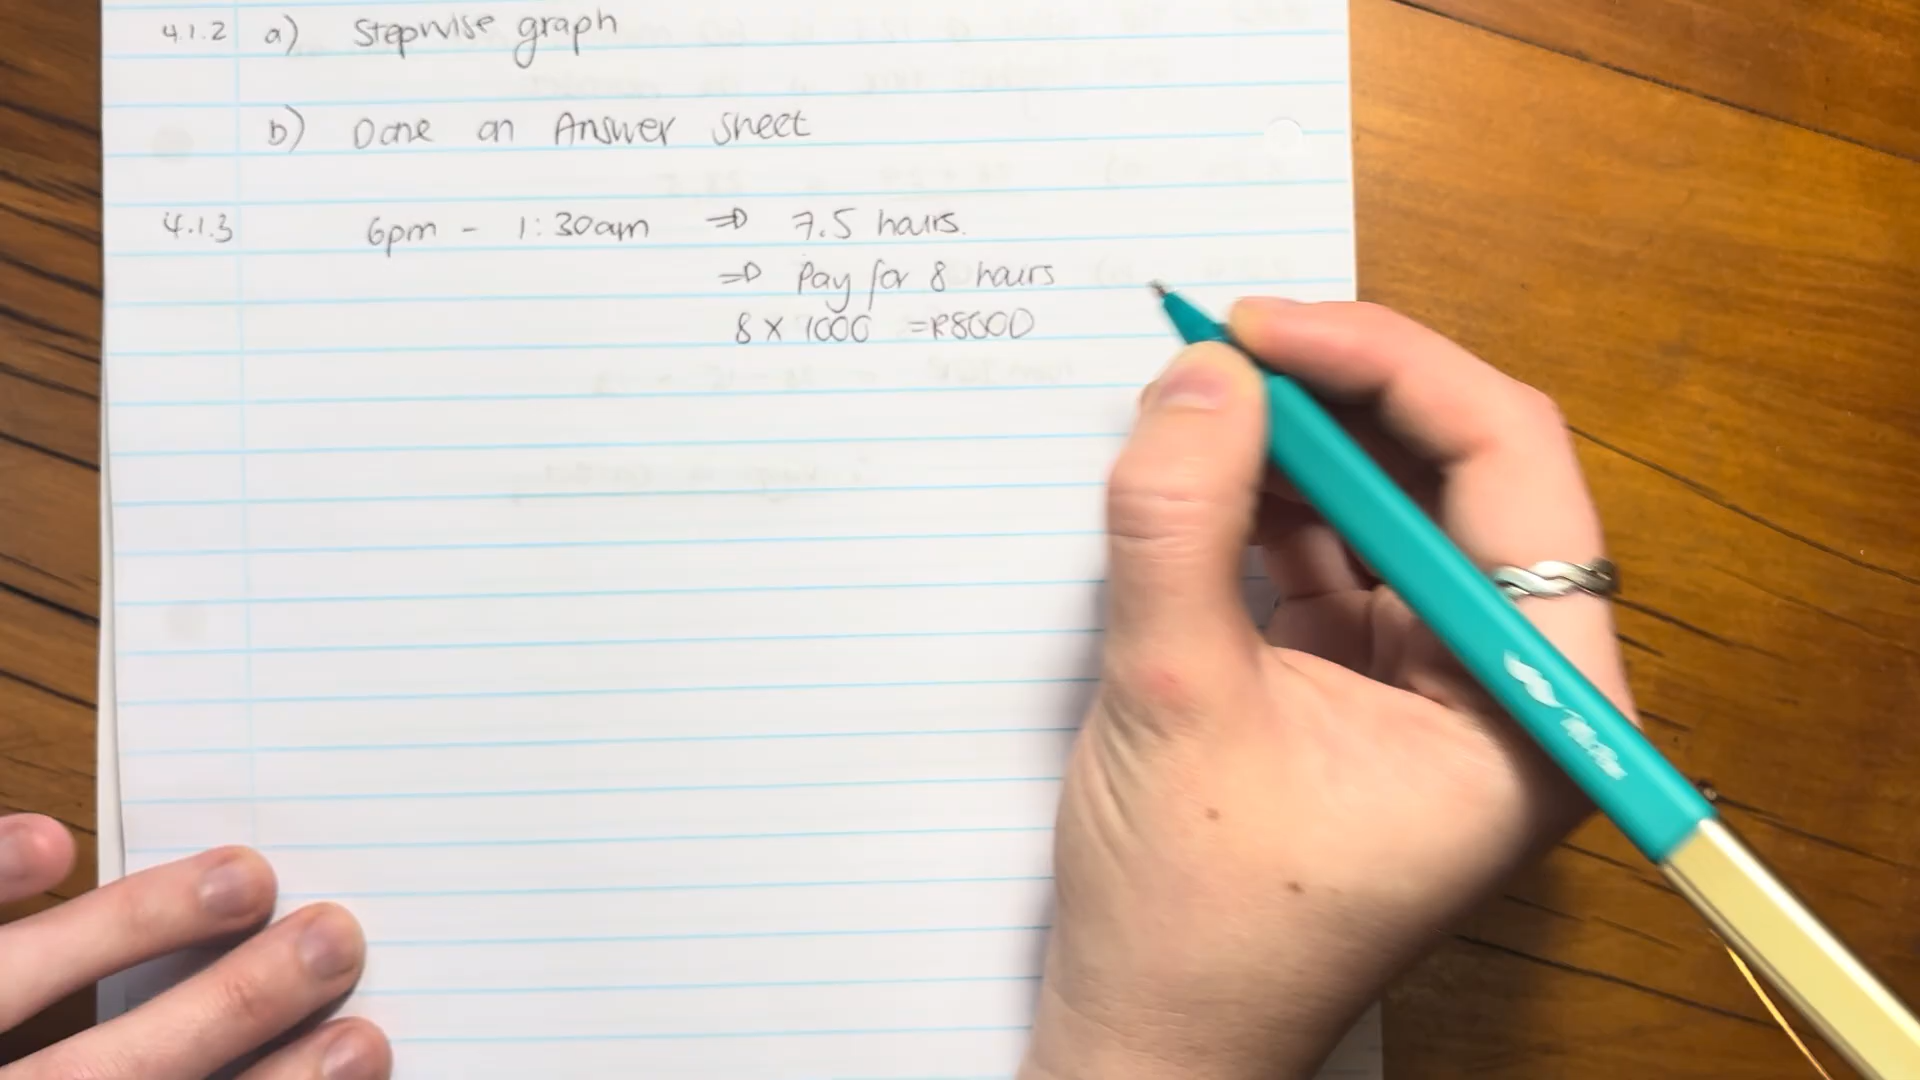 4.1.2 a) Stepwise graph
b) Done on Answer Sheet
4.1.3 6pm - 1:30am ⇒ 7.5 hours.
⇒ Pay for 8 hours
8 x 1000 =R8000